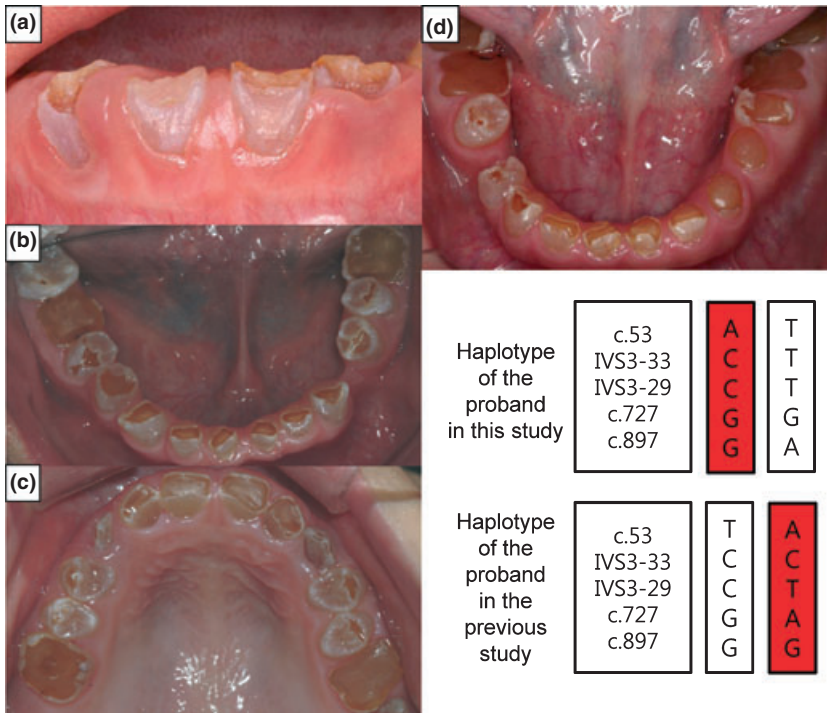 (a)
(b)
(c)
(d)
Haplotype
of the
proband
in this study
c.53
IVS3-33
IVS3-29
c.727
c.897
A
C
C
G
G
T
T
T
G
A
Haplotype
of the
proband
in the
previous
study
c.53
IVS3-33
IVS3-29
c.727
c.897
T
C
C
G
G
A
C
T
A
G